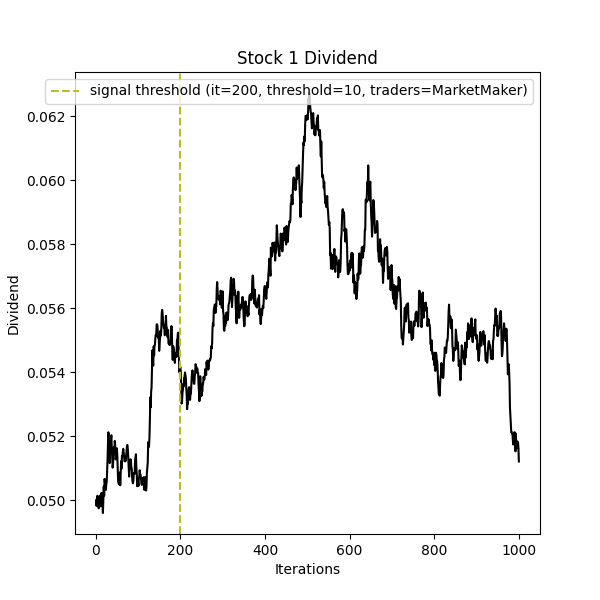 Stock 1 Dividend
signal threshold (it=200, threshold=10, traders=MarketMaker)
0.062
0.060
0.058
0.056
0.054
0.052
0.050
Dividend
0 200 400 600 800 1000
Iterations